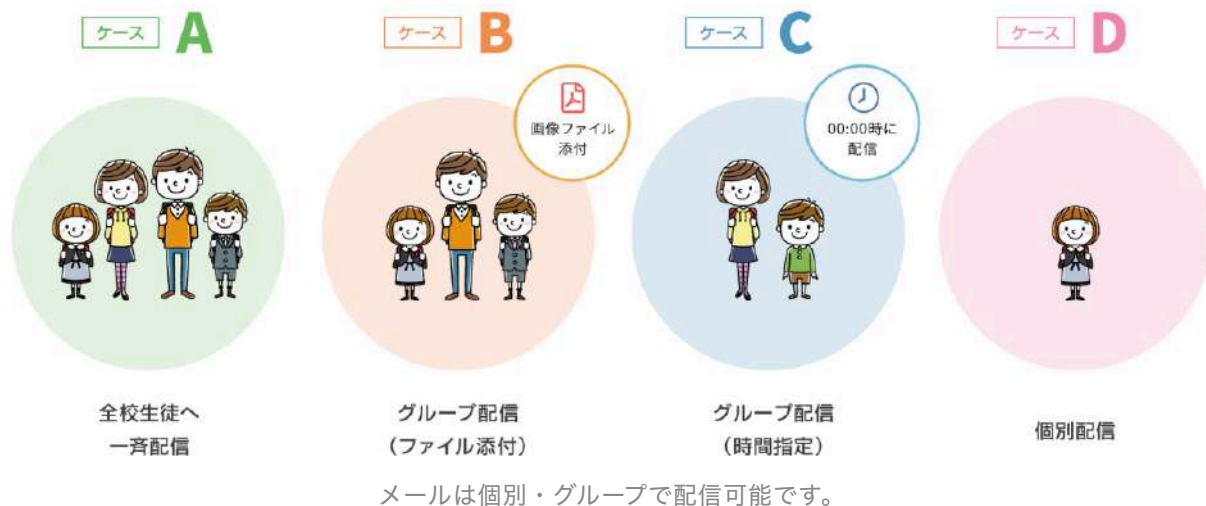 ケース A
ケース B
ケース C
ケース D
画像ファイル
添付
00:00時に
配信
全校生徒へ
一斉配信
グループ配信
(ファイル添付)
グループ配信
(時間指定)
個別配信
メールは個別・グループで配信可能です。